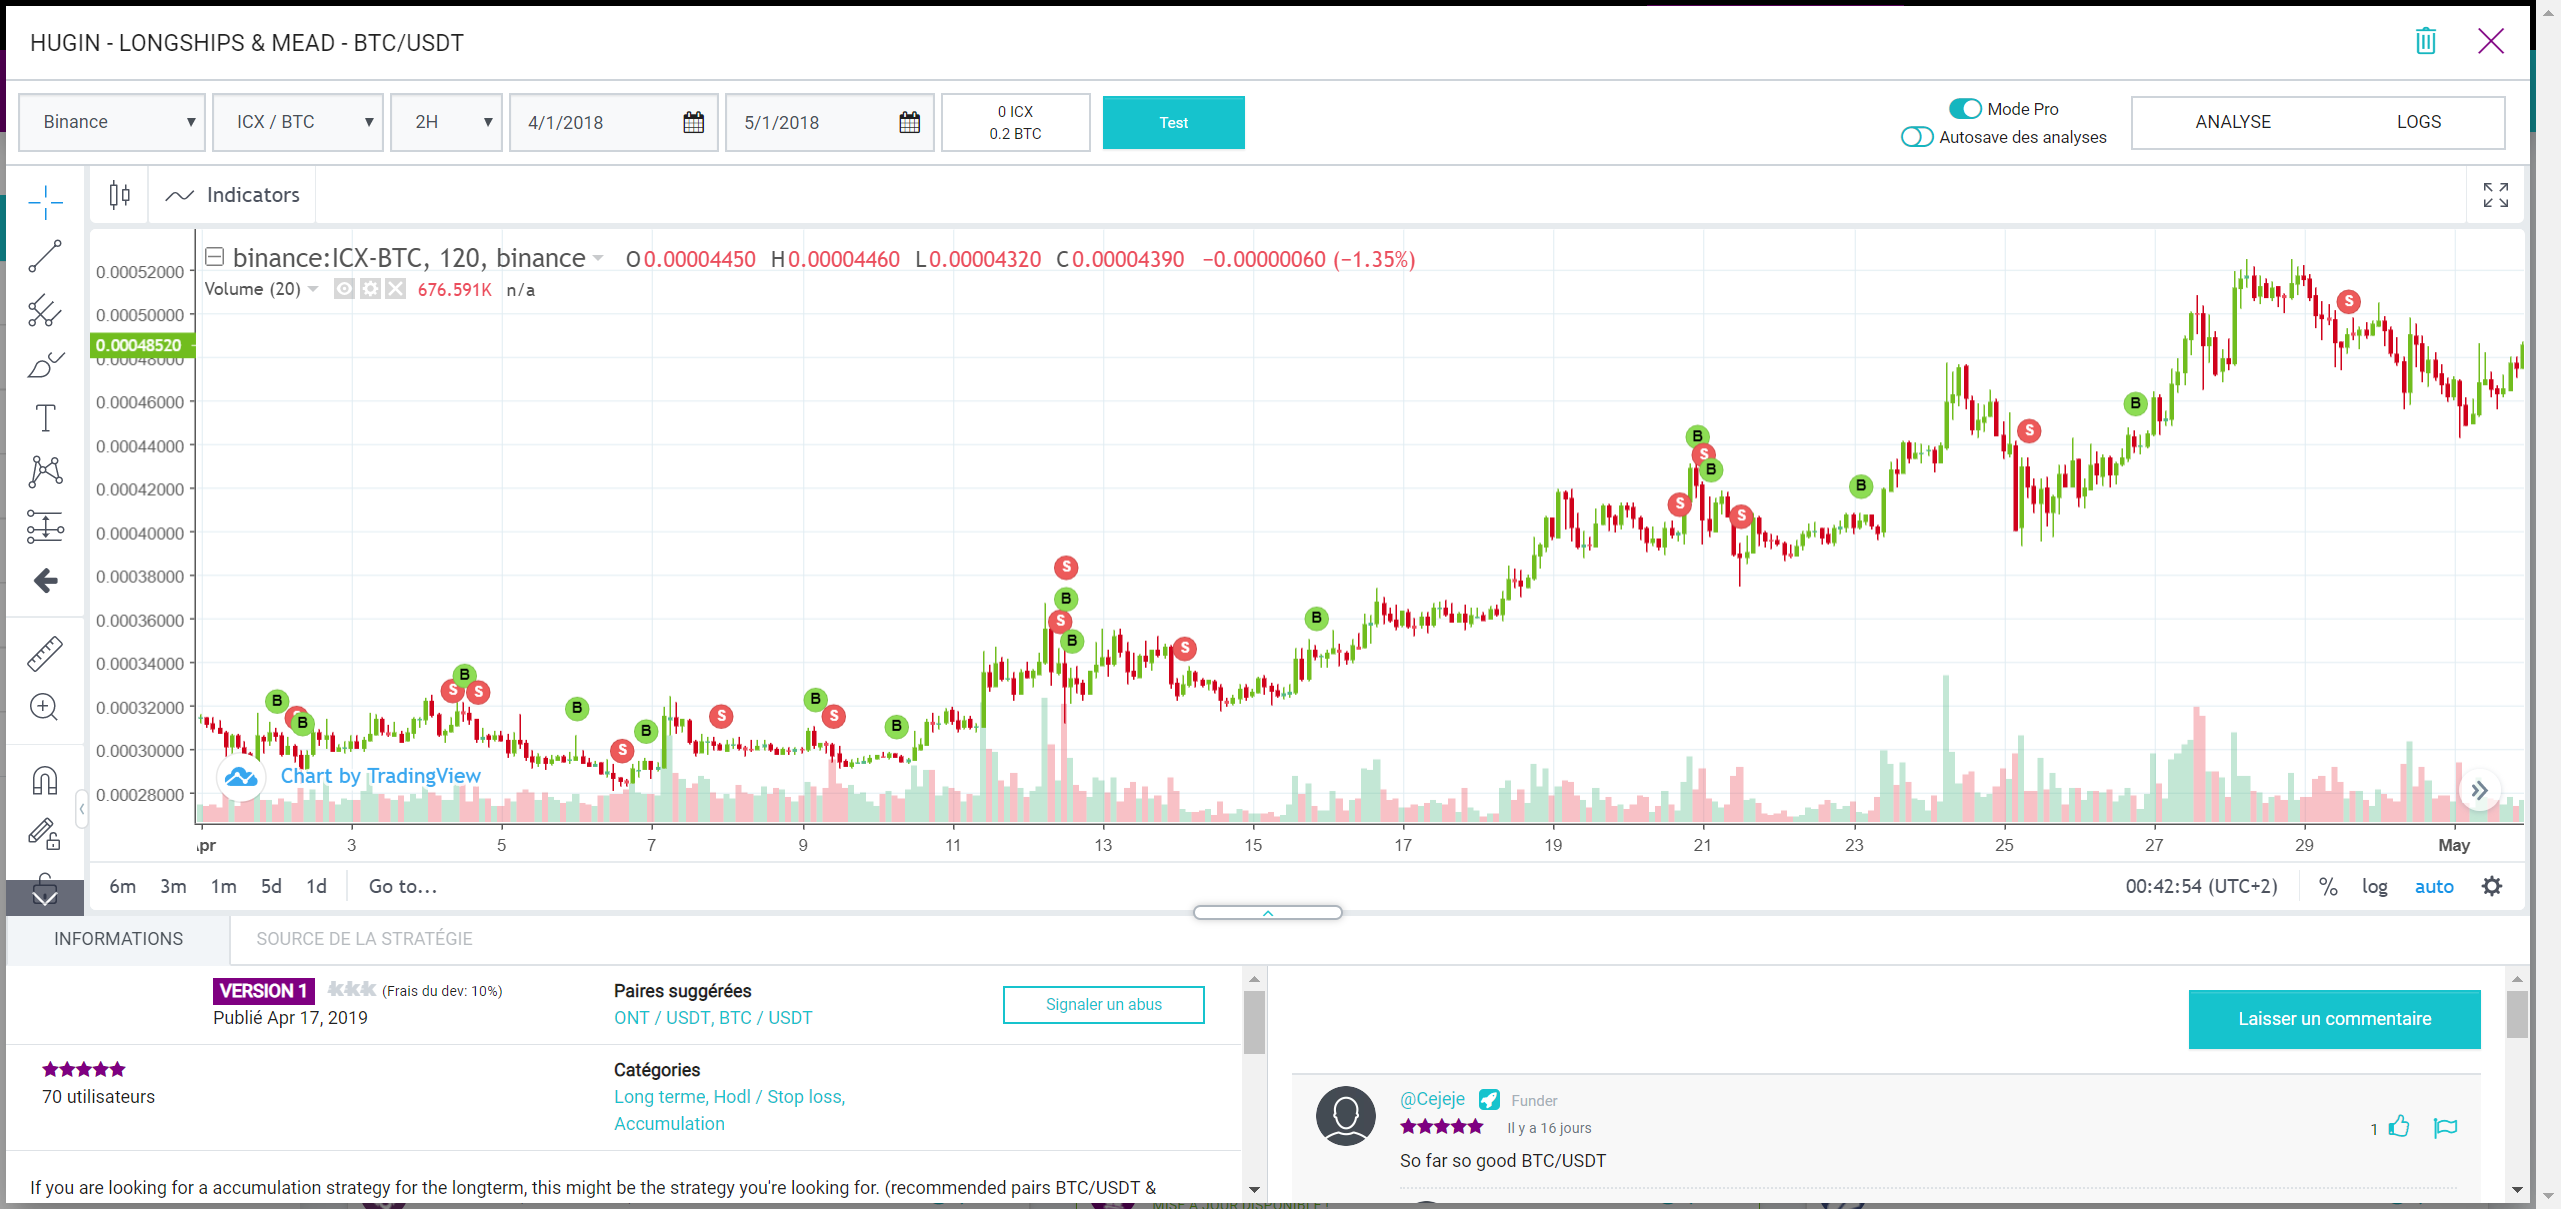 HUGIN - LONGSHIPS & MEAD - BTC/USDT
Binance ICX / BTC 2H 4/1/2018 5/1/2018
0 ICX
0.2 BTC
Test
Mode Pro
Autosave des analyses
ANALYSE LOGS
Indicators
binance:ICX-BTC, 120, binance O0.00004450 H0.00004460 L0.00004320 C0.00004390 −0.00000060 (−1.35%)
Volume (20) 676.591K n/a
0.00052000
0.00050000
0.00048520
0.00048000
0.00046000
0.00044000
0.00042000
0.00040000
0.00038000
0.00036000
0.00034000
0.00032000
0.00030000
0.00028000
B
B
S
B
S
B
S
B
B
S
B
S
B
S
B
S
B
S
B
S
B
S
B
S
B
S
B
S
Chart by TradingView
3 5 7 9 11 13 15 17 19 21 23 25 27 29 May
6m 3m 1m 5d 1d Go to...
00:42:54 (UTC+2) % log auto
INFORMATIONS SOURCE DE LA STRATÉGIE
VERSION 1 (Frais du dev: 10%)
Publié Apr 17, 2019
Paires suggérées
ONT / USDT, BTC / USDT
Signaler un abus
70 utilisateurs
Catégories
Long terme, Hodl / Stop loss,
Accumulation
If you are looking for a accumulation strategy for the longterm, this might be the strategy you're looking for. (recommended pairs BTC/USDT &
Laisser un commentaire
@Cejeje Funder
Il y a 16 jours
1
So far so good BTC/USDT